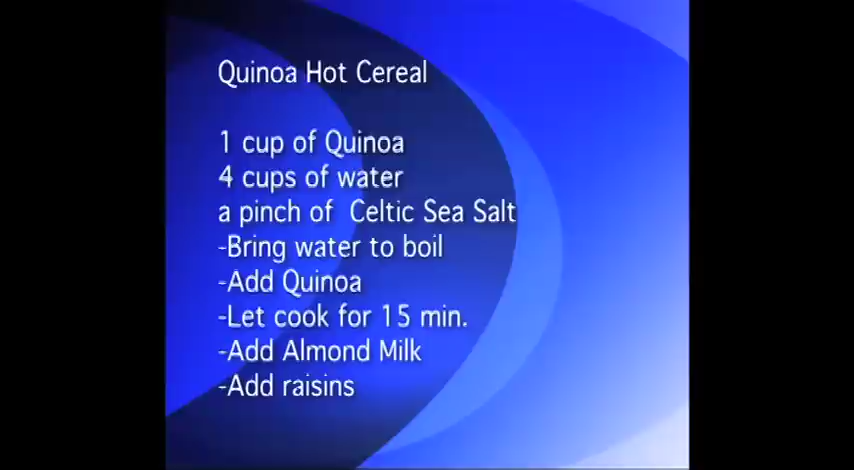 Quinoa Hot Cereal
1 cup of Quinoa
4 cups of water
a pinch of  Celtic Sea Salt
-Bring water to boil
-Add Quinoa
-Let cook for 15 min.
-Add Almond Milk
-Add raisins